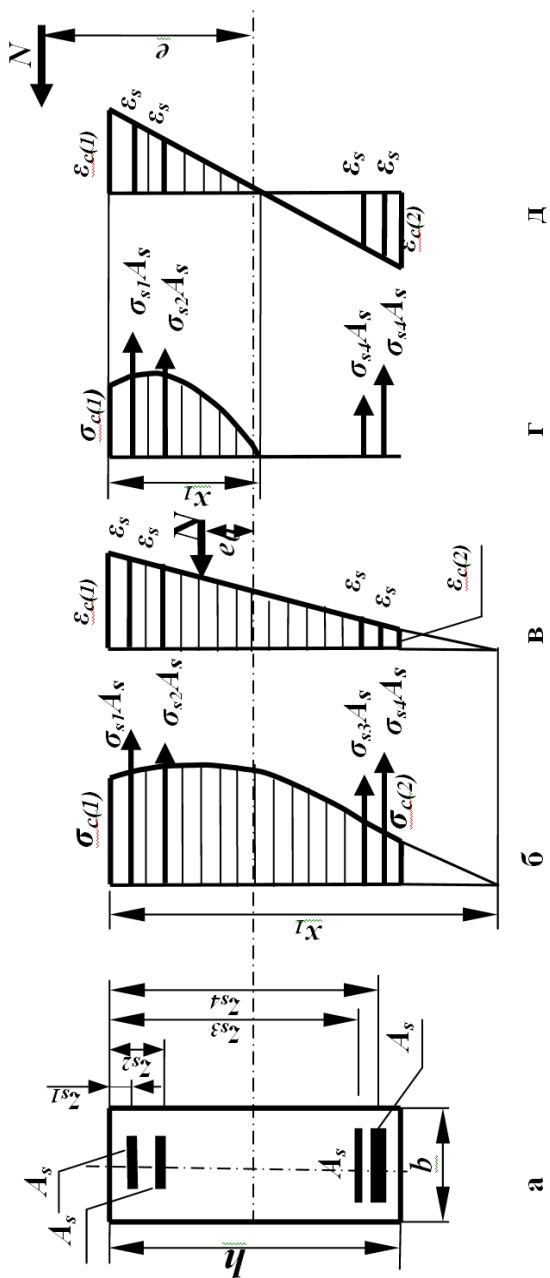 h
A_s
A_s
z_s1
z_s2
z_s3
z_s4
A_s
A_s
b
а
σ_c(1)
σ_s1A_s
σ_s2A_s
x_1
σ_s3A_s
σ_s4A_s
σ_c(2)
б
ε_c(1)
ε_s
ε_s
N
ε_s
ε_s
ε_c(2)
в
σ_c(1)
σ_s1A_s
σ_s2A_s
x_1
σ_s4A_s
σ_s4A_s
г
ε_c(1)
ε_s
ε_s
N
e
ε_s
ε_s
ε_c(2)
д